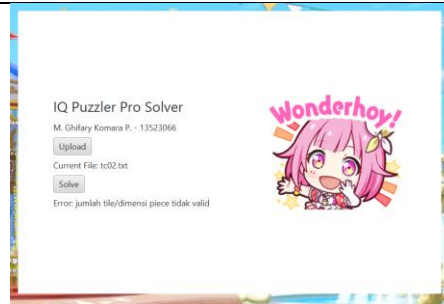 IQ Puzzler Pro Solver
M. Ghifary Komara P. - 13523066
Upload
Current File: tc02.txt
Solve
Error: jumlah tile/dimensi piece tidak valid
Wonderhoy!